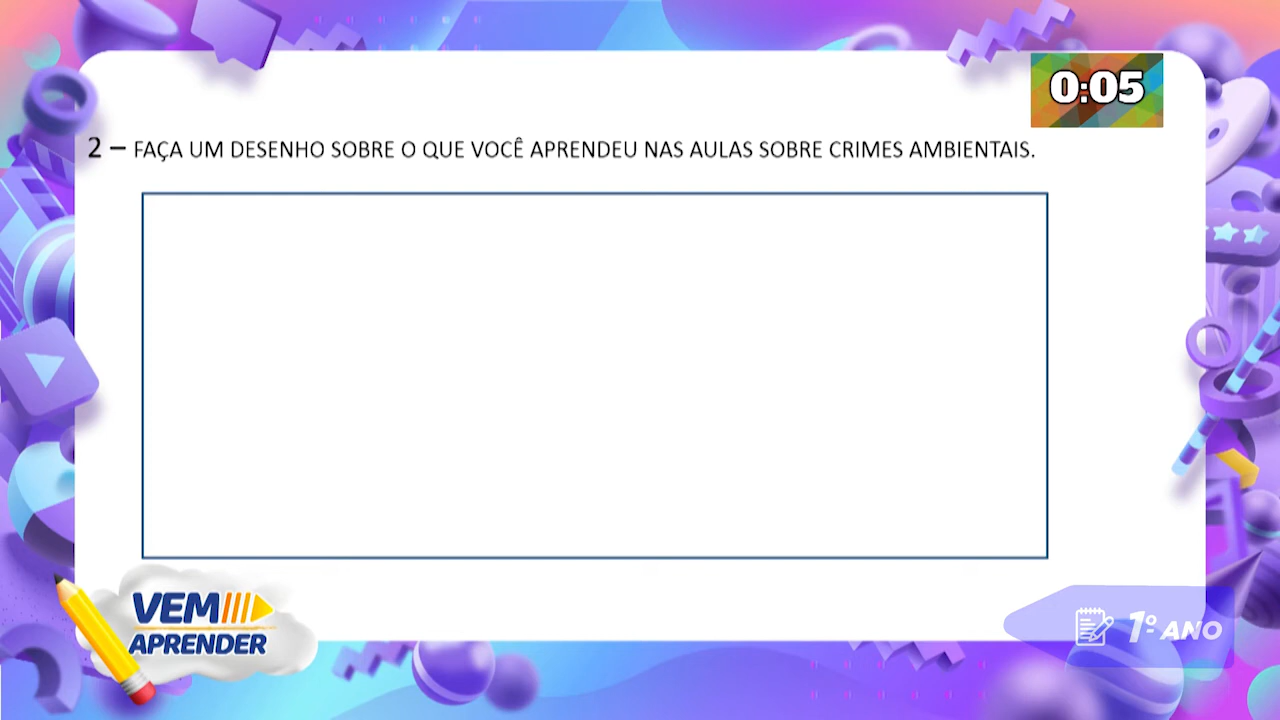 0:05
2 – FAÇA UM DESENHO SOBRE O QUE VOCÊ APRENDEU NAS AULAS SOBRE CRIMES AMBIENTAIS.
VEM
APRENDER
1º ANO